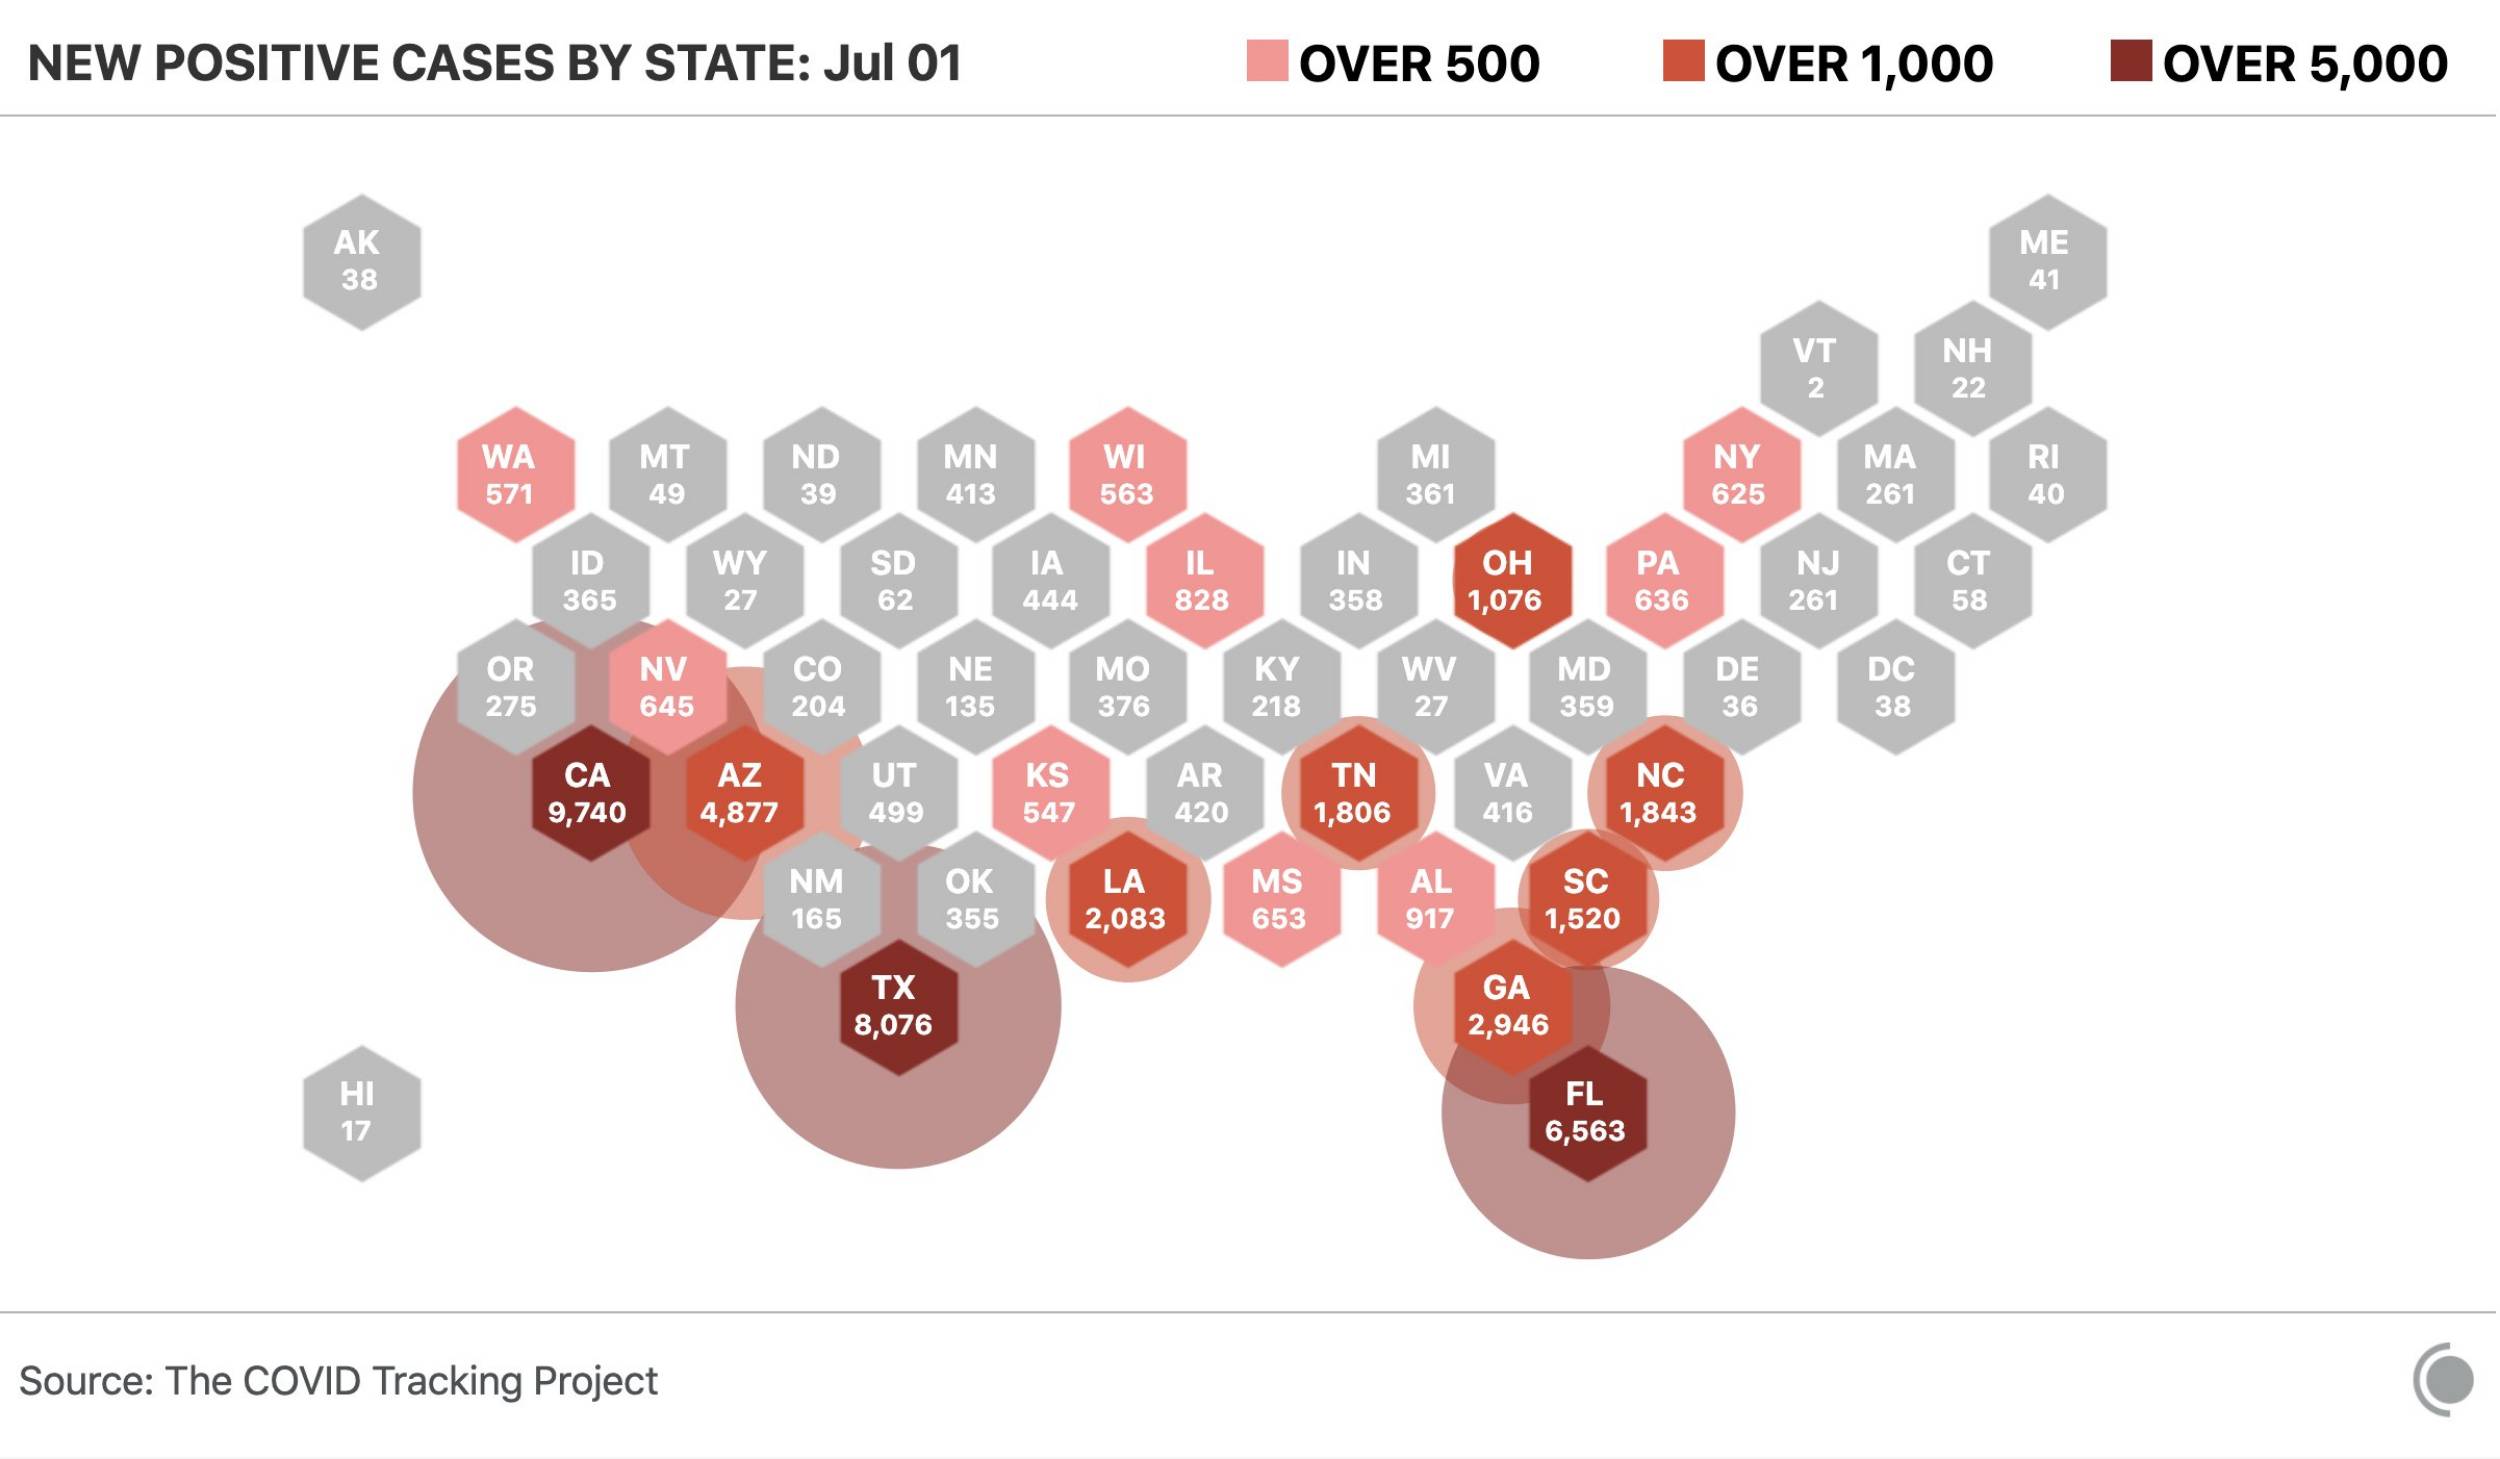 NEW POSITIVE CASES BY STATE: Jul 01
OVER 500
OVER 1,000
OVER 5,000
AK
38
ME
41
VT
2
NH
22
WA
571
MT
49
ND
39
MN
413
WI
563
MI
361
NY
625
MA
261
RI
40
ID
365
WY
27
SD
62
IA
444
IL
828
IN
358
OH
1,076
PA
636
NJ
261
CT
58
OR
275
NV
645
CO
204
NE
135
MO
376
KY
218
WV
27
MD
359
DE
36
DC
38
CA
9,740
AZ
4,877
UT
499
KS
547
AR
420
TN
1,806
VA
416
NC
1,843
NM
165
OK
355
LA
2,083
MS
653
AL
917
SC
1,520
TX
8,076
GA
2,946
HI
17
FL
6,563
Source: The COVID Tracking Project